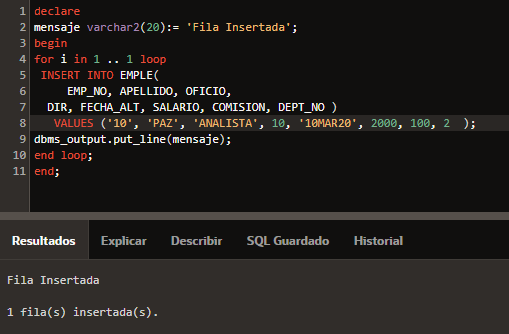 1 declare
2 mensaje varchar2(20):= 'Fila Insertada';
3 begin
4 for i in 1 .. 1 loop
5 INSERT INTO EMPLE(
6 EMP_NO, APELLIDO, OFICIO,
7 DIR, FECHA_ALT, SALARIO, COMISION, DEPT_NO )
8 VALUES ('10', 'PAZ', 'ANALISTA', 10, '10MAR20', 2000, 100, 2 );
9 dbms_output.put_line(mensaje);
10 end loop;
11 end;
Resultados Explicar Describir SQL Guardado Historial
Fila Insertada
1 fila(s) insertada(s).